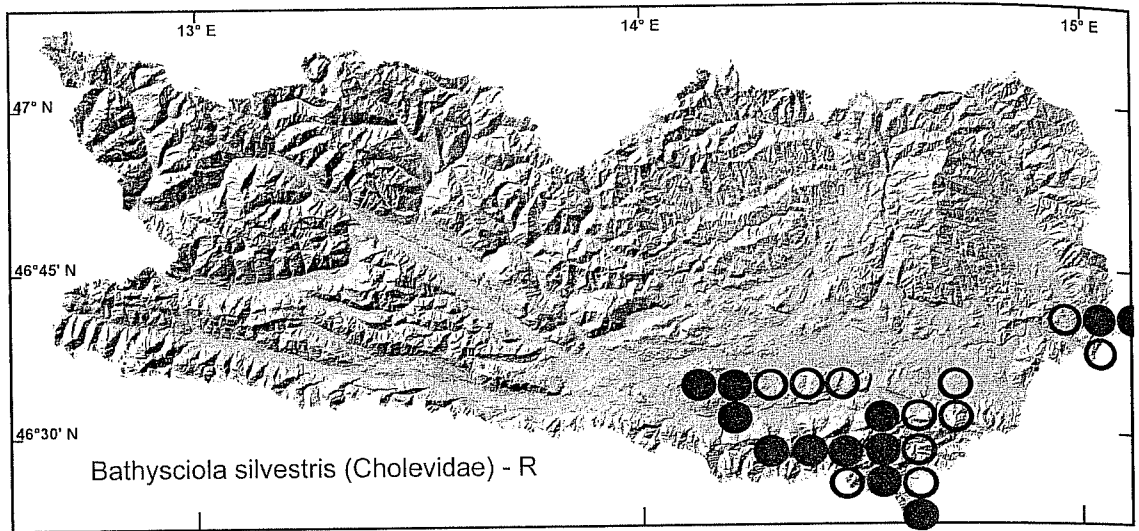 13° E 14° E 15° E
47° N
46°45' N
46°30' N
Bathysciola silvestris (Cholevidae) - R